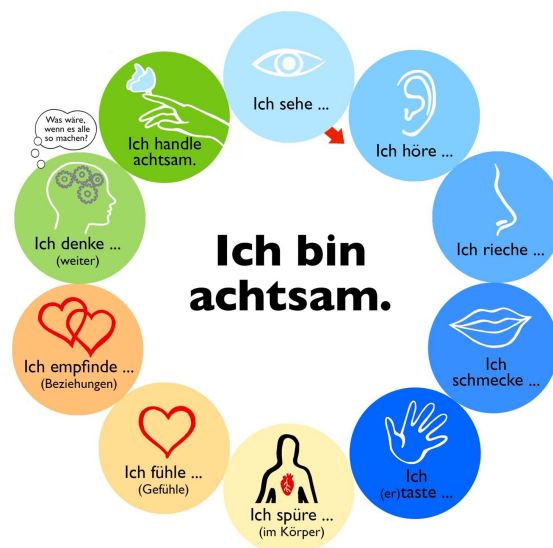 Ich sehe ...
Ich höre ...
Ich rieche ...
Ich
schmecke ...
Ich
(er)taste ...
Ich spüre ...
(im Körper)
Ich fühle ...
(Gefühle)
Ich empfinde ...
(Beziehungen)
Ich denke ...
(weiter)
Was wäre,
wenn es alle
so machen?
Ich handle
achtsam.
Ich bin
achtsam.